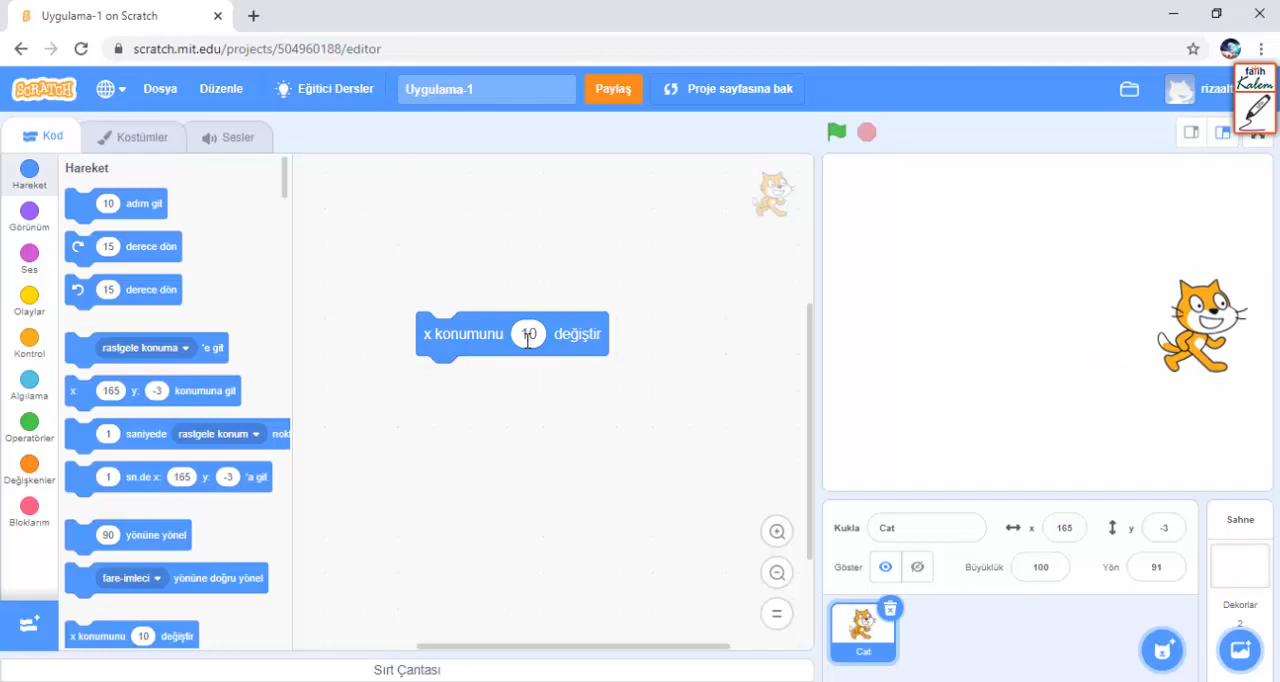 Uygulama-1 on Scratch
scratch.mit.edu/projects/504960188/editor
SCRATCH
Dosya
Düzenle
Eğitici Dersler
Uygulama-1
Paylaş
Proje sayfasına bak
fatih
Kalem
Kod
Kostümler
Sesler
Hareket
Görünüm
Ses
Olaylar
Kontrol
Algılama
Operatörler
Değişkenler
Bloklarım
Hareket
10 adım git
15 derece dön
15 derece dön
rastgele konuma 'e git
x: 165 y: -3 konumuna git
1 saniyede rastgele konum
1 sn.de x: 165 y: -3 'a git
90 yönüne yönel
fare-imleci yönüne doğru yönel
x konumunu 10 değiştir
x konumunu 10 değiştir
Sırt Çantası
Kukla Cat x 165 y -3
Göster Büyüklük 100 Yön 91
Cat
Sahne
Dekorlar
2